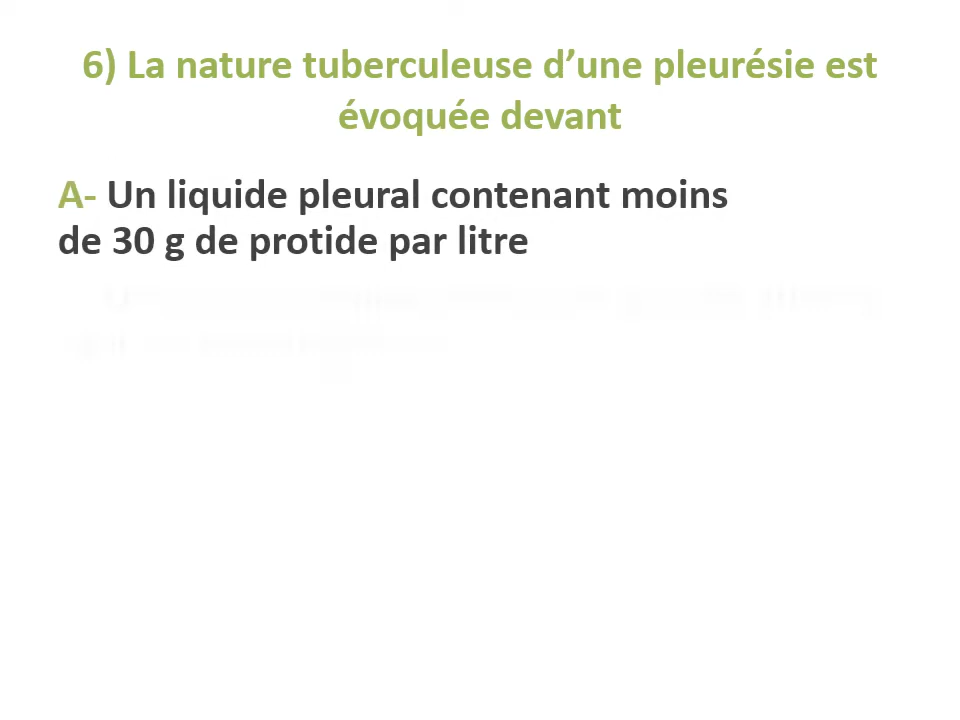 6) La nature tuberculeuse d’une pleurésie est
évoquée devant
A- Un liquide pleural contenant moins
de 30 g de protide par litre